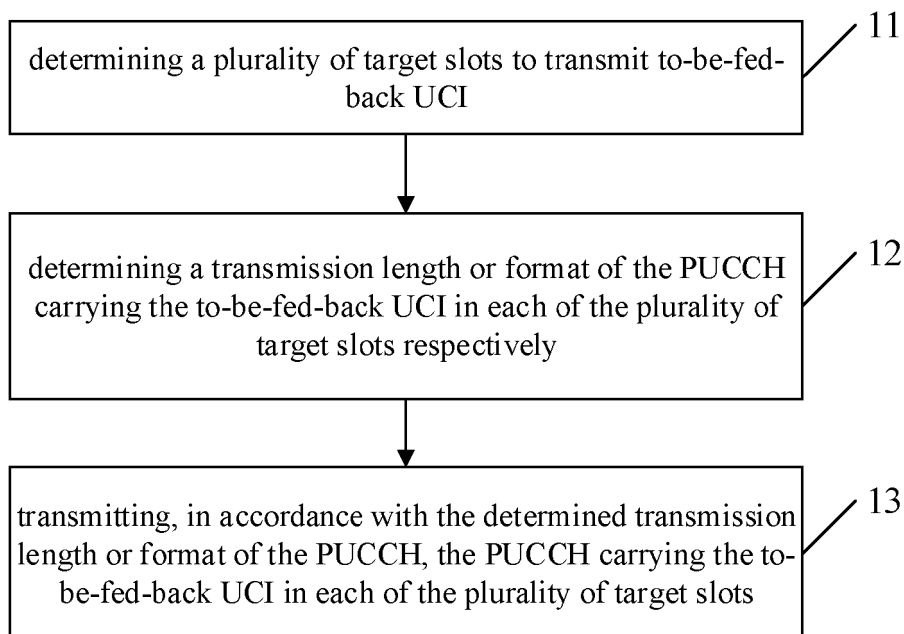 11
determining a plurality of target slots to transmit to-be-fed-
back UCI
12
determining a transmission length or format of the PUCCH
carrying the to-be-fed-back UCI in each of the plurality of
target slots respectively
13
transmitting, in accordance with the determined transmission
length or format of the PUCCH, the PUCCH carrying the to-
be-fed-back UCI in each of the plurality of target slots